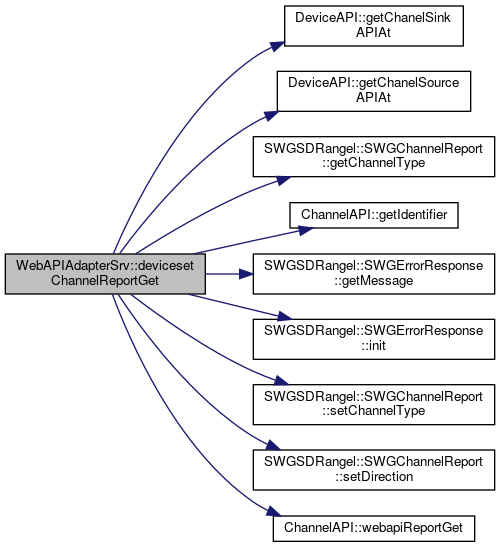 DeviceAPI::getChanelSink
APIAt
DeviceAPI::getChanelSource
APIAt
SWGSDRangel::SWGChannelReport
::getChannelType
ChannelAPI::getIdentifier
WebAPIAdapterSrv::deviceset
ChannelReportGet
SWGSDRangel::SWGErrorResponse
::getMessage
SWGSDRangel::SWGErrorResponse
::init
SWGSDRangel::SWGChannelReport
::setChannelType
SWGSDRangel::SWGChannelReport
::setDirection
ChannelAPI::webapiReportGet